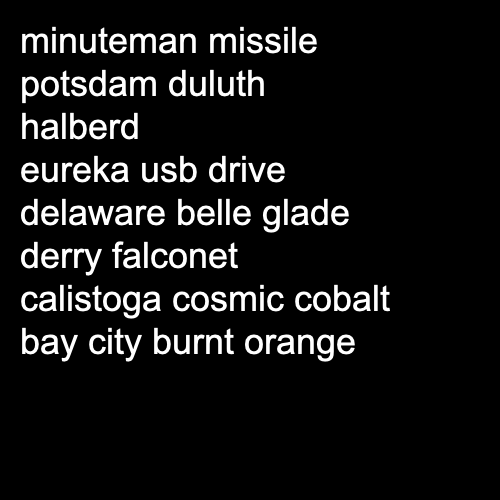 minuteman missile
potsdam duluth
halberd
eureka usb drive
delaware belle glade
derry falconet
calistoga cosmic cobalt
bay city burnt orange